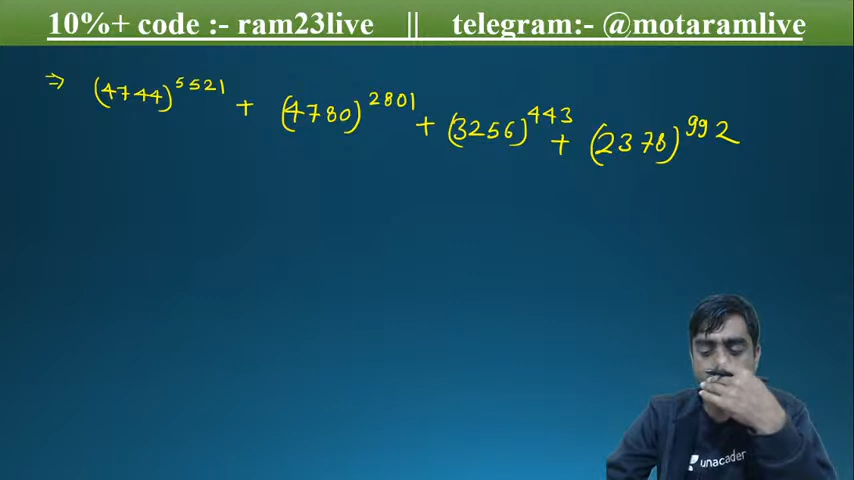 10%+ code :- ram23live || telegram:- @motaramlive
⇒ (4744)^5521 + (4780)^2801 + (3256)^443 + (2378)^992
unacader